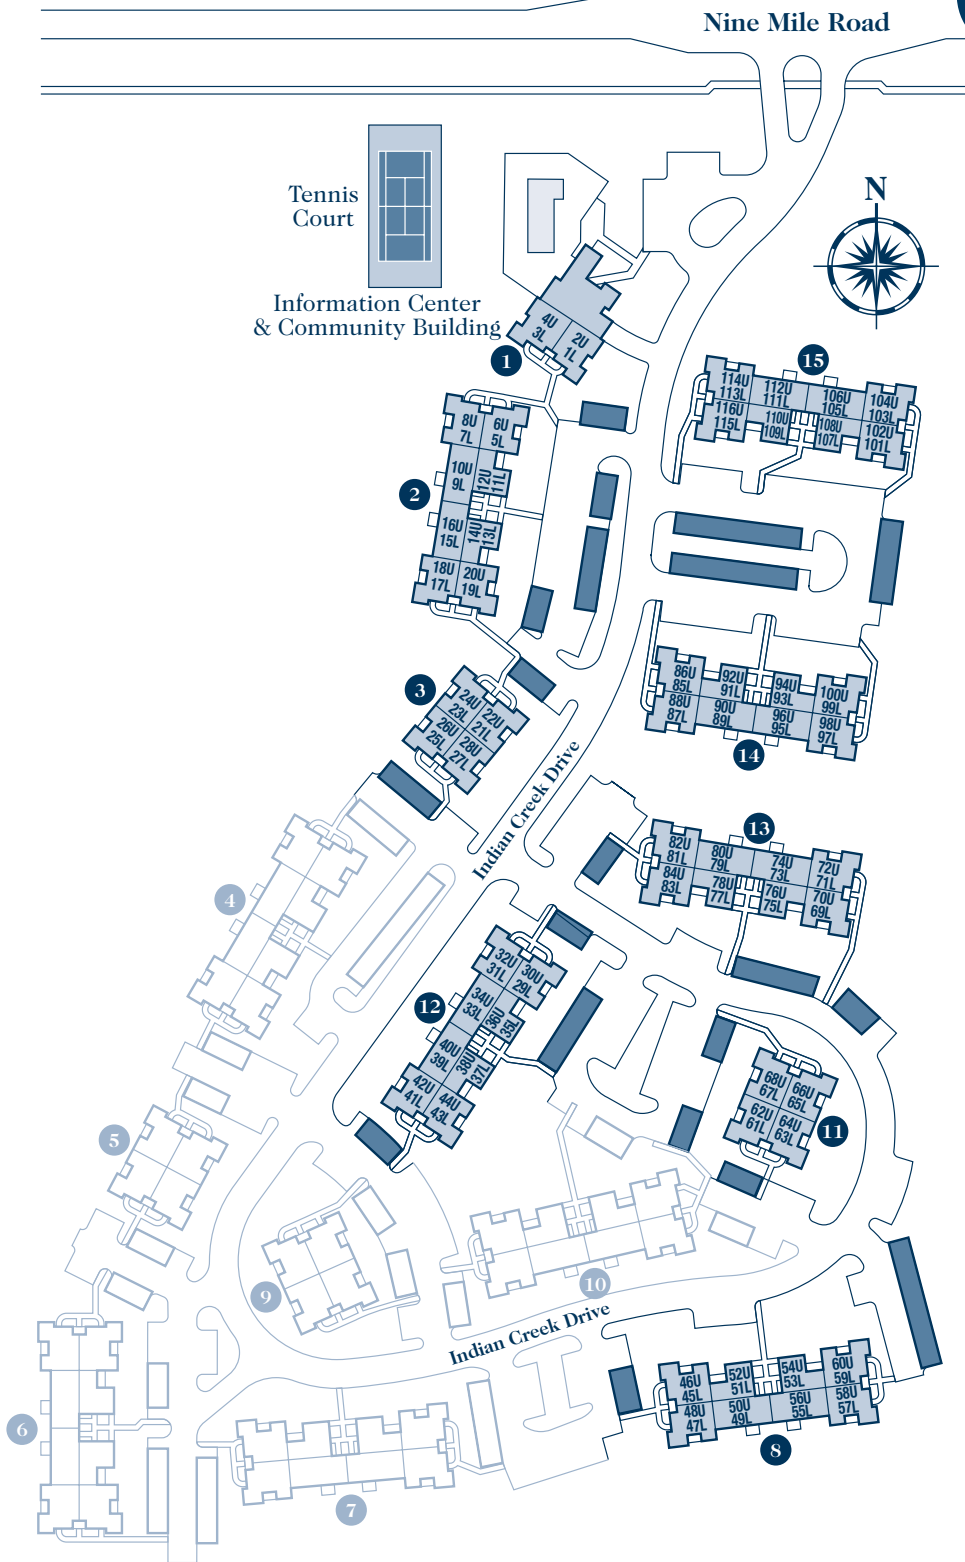 Nine Mile Road
Tennis
Court
N
Information Center
& Community Building
1
4U
3L
2U
1L
15
114U
113L
112U
111L
106U
105L
104U
103L
116U
115L
110U
109L
108U
107L
102U
101L
2
8U
7L
6U
5L
10U
9L
12U
11L
16U
15L
14U
13L
18U
17L
20U
19L
3
24U
23L
22U
21L
26U
25L
28U
27L
14
86U
85L
92U
91L
94U
93L
100U
99L
88U
87L
90U
89L
96U
95L
98U
97L
Indian Creek Drive
13
82U
81L
80U
79L
74U
73L
72U
71L
84U
83L
78U
77L
76U
75L
70U
69L
4
12
32U
31L
30U
29L
34U
33L
36U
35L
40U
39L
38U
37L
42U
41L
44U
43L
5
11
68U
67L
66U
65L
62U
61L
64U
63L
9
10
Indian Creek Drive
6
7
8
46U
45L
52U
51L
54U
53L
60U
59L
48U
47L
50U
49L
56U
55L
58U
57L